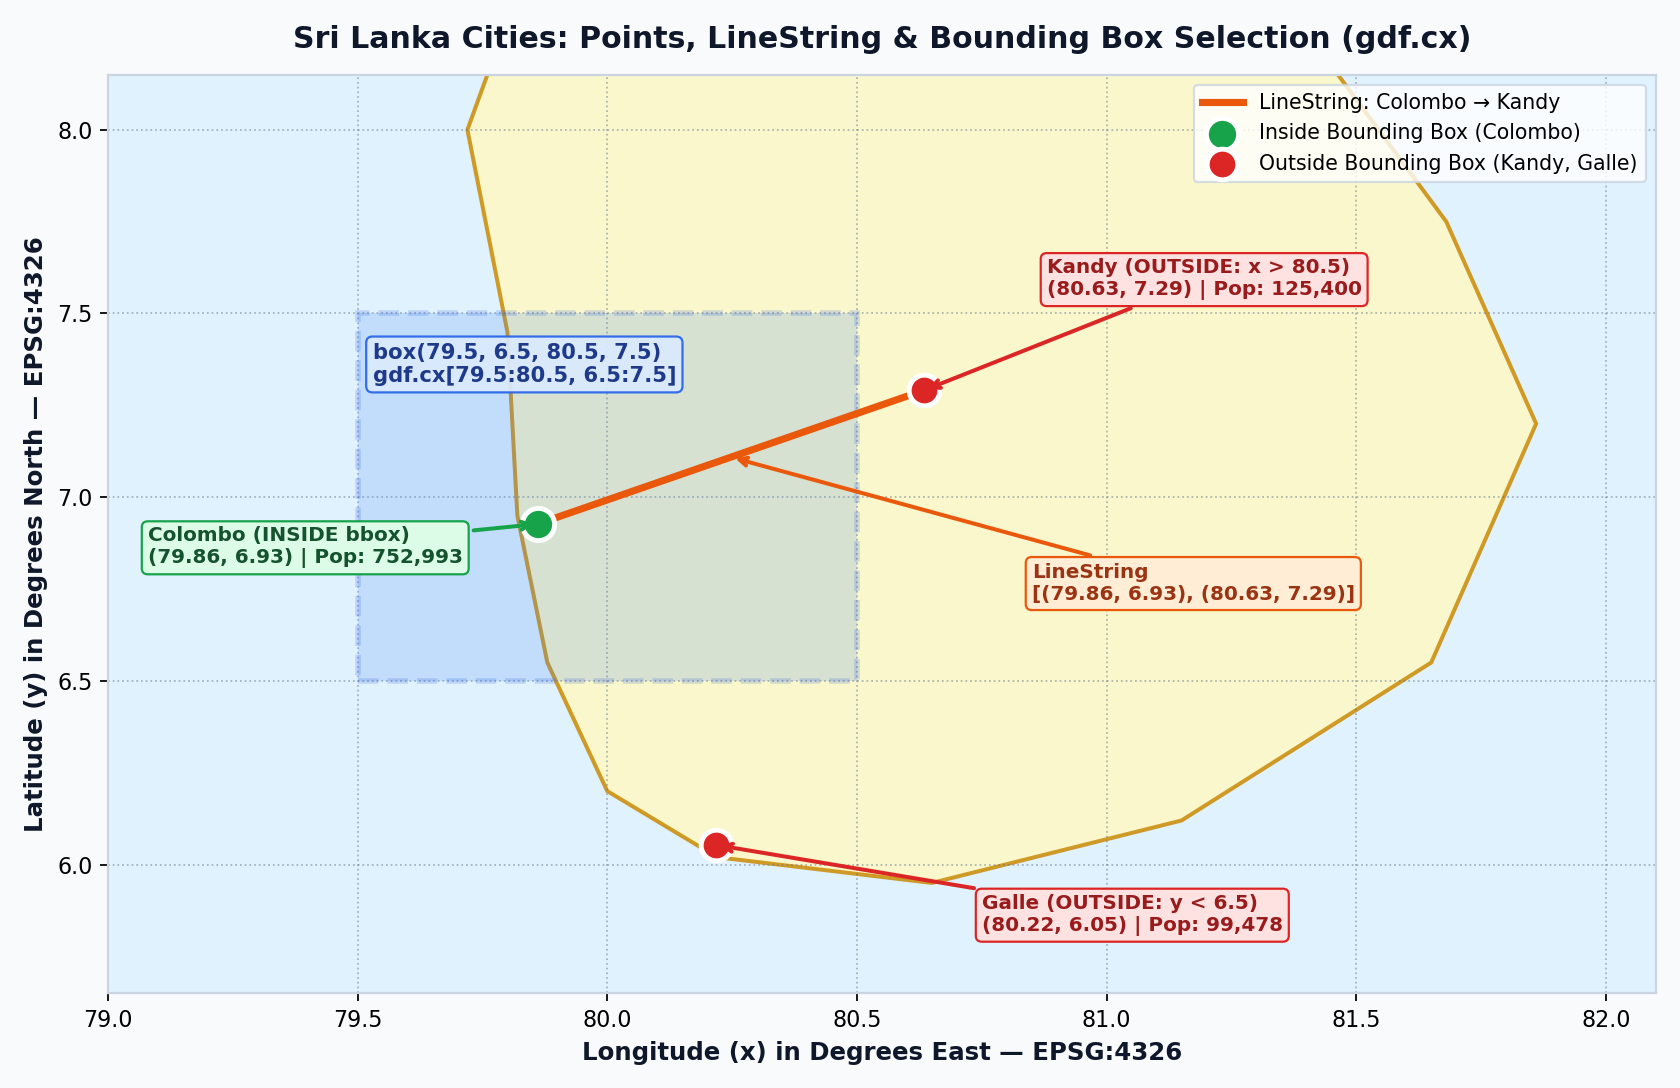 Sri Lanka Cities: Points, LineString & Bounding Box Selection (gdf.cx)
LineString: Colombo → Kandy
Inside Bounding Box (Colombo)
Outside Bounding Box (Kandy, Galle)
Kandy (OUTSIDE: x > 80.5)
(80.63, 7.29) | Pop: 125,400
box(79.5, 6.5, 80.5, 7.5)
gdf.cx[79.5:80.5, 6.5:7.5]
Colombo (INSIDE bbox)
(79.86, 6.93) | Pop: 752,993
LineString
[(79.86, 6.93), (80.63, 7.29)]
Galle (OUTSIDE: y < 6.5)
(80.22, 6.05) | Pop: 99,478
Latitude (y) in Degrees North — EPSG:4326
8.0
7.5
7.0
6.5
6.0
79.0 79.5 80.0 80.5 81.0 81.5 82.0
Longitude (x) in Degrees East — EPSG:4326